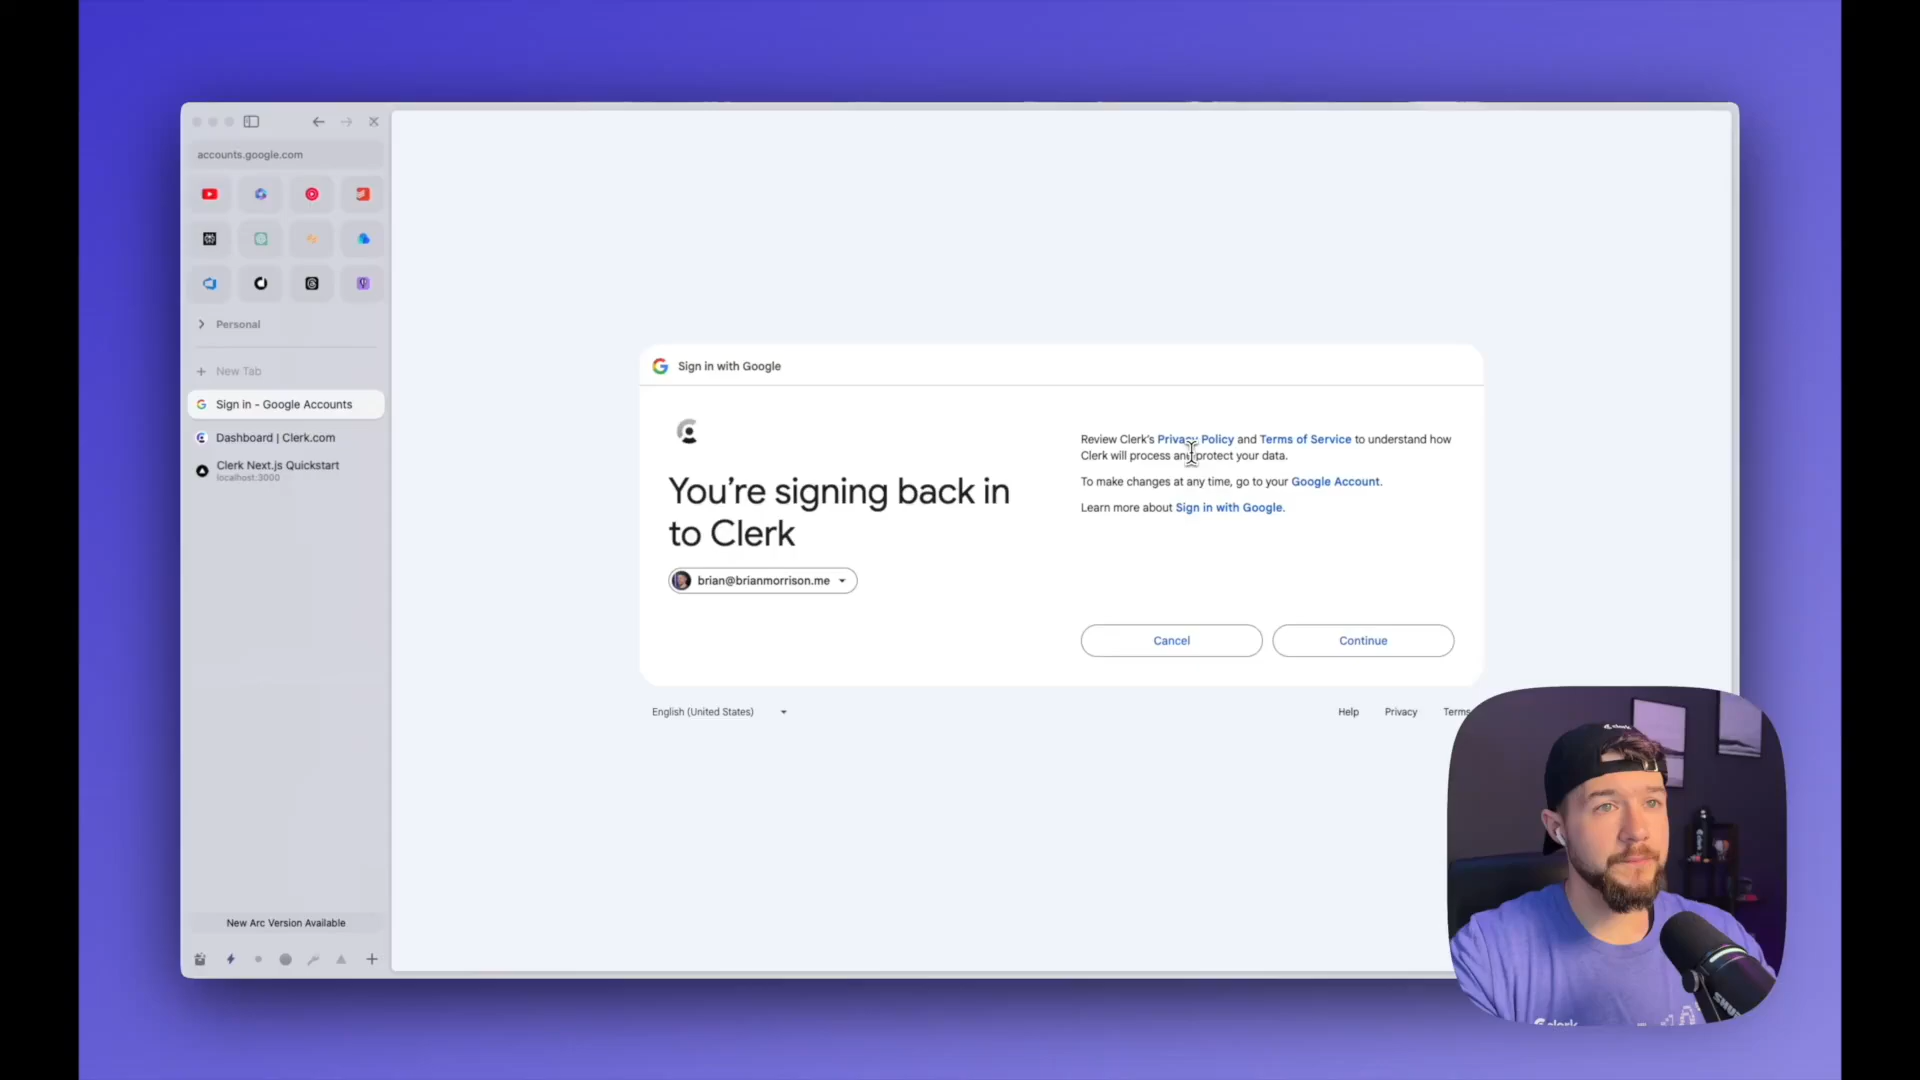 accounts.google.com
Personal
New Tab
Sign in - Google Accounts
Dashboard | Clerk.com
Clerk Next.js Quickstart
localhost:3000
New Arc Version Available
Sign in with Google
You’re signing back in
to Clerk
brian@brianmorrison.me
Review Clerk’s Privacy Policy and Terms of Service to understand how
Clerk will process and protect your data.
To make changes at any time, go to your Google Account.
Learn more about Sign in with Google.
Cancel
Continue
English (United States)
Help
Privacy
Terms
SHURE
clerk